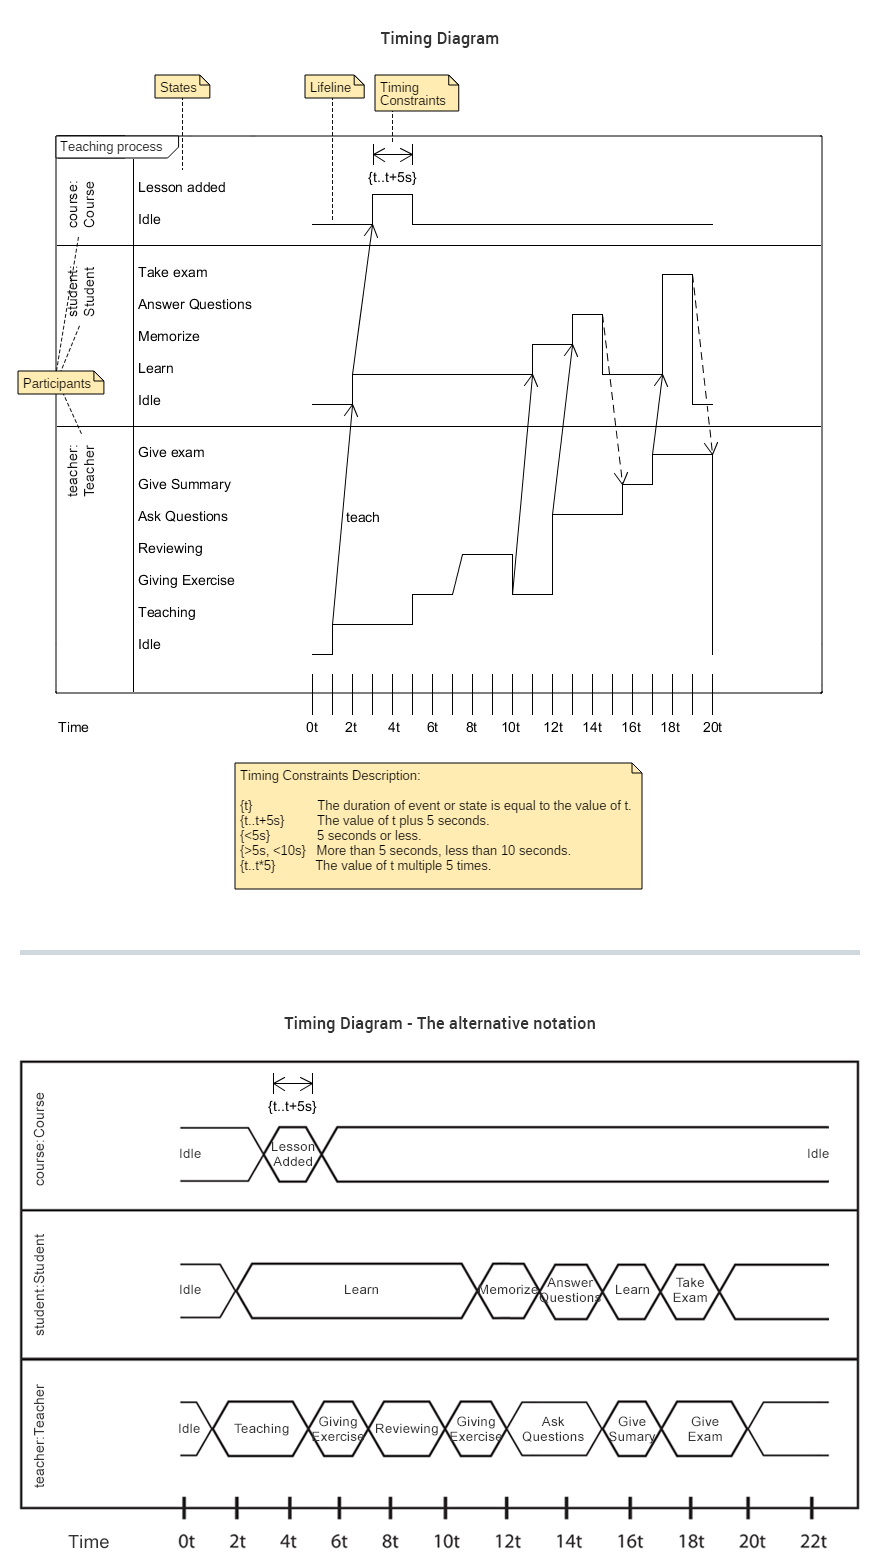 Timing Diagram
States
Lifeline
Timing
Constraints
Teaching process
{t..t+5s}
course:
Course
Lesson added
Idle
student:
Student
Take exam
Answer Questions
Memorize
Learn
Idle
Participants
teacher:
Teacher
Give exam
Give Summary
Ask Questions
teach
Reviewing
Giving Exercise
Teaching
Idle
Time 0t 2t 4t 6t 8t 10t 12t 14t 16t 18t 20t
Timing Constraints Description:
{t} The duration of event or state is equal to the value of t.
{t..t+5s} The value of t plus 5 seconds.
{<5s} 5 seconds or less.
{>5s, <10s} More than 5 seconds, less than 10 seconds.
{t..t*5} The value of t multiple 5 times.
Timing Diagram - The alternative notation
{t..t+5s}
course:Course
Idle
Lesson
Added
Idle
student:Student
Idle
Learn
Memorize
Answer
Questions
Learn
Take
Exam
teacher:Teacher
Idle
Teaching
Giving
Exercise
Reviewing
Giving
Exercise
Ask
Questions
Give
Sumary
Give
Exam
Time 0t 2t 4t 6t 8t 10t 12t 14t 16t 18t 20t 22t